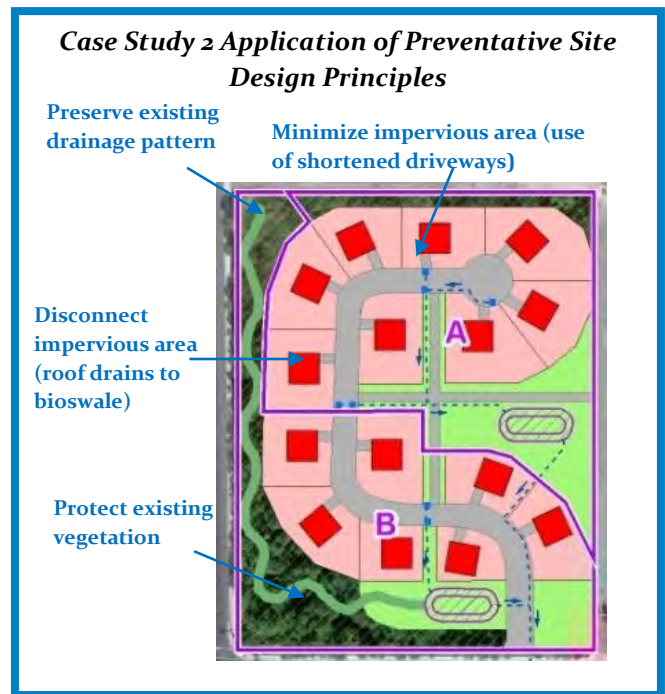 Case Study 2 Application of Preventative Site
Design Principles
Preserve existing
drainage pattern
Minimize impervious area (use
of shortened driveways)
Disconnect
impervious area
(roof drains to
bioswale)
Protect existing
vegetation
A
B